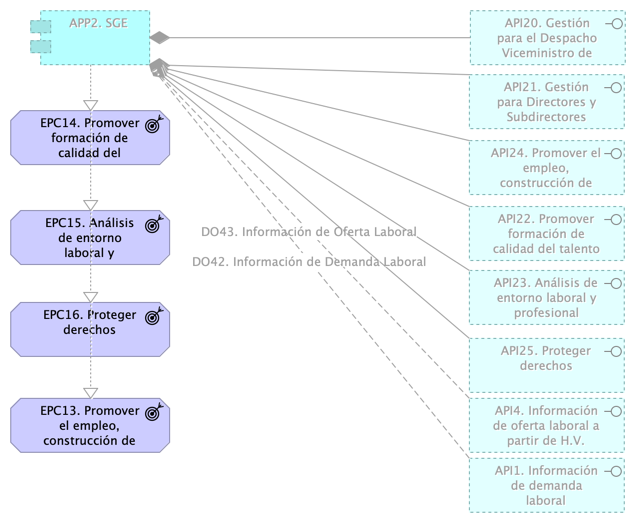 APP2. SGE
EPC14. Promover
formación de
calidad del
EPC15. Análisis
de entorno
laboral y
EPC16. Proteger
derechos
EPC13. Promover
el empleo,
construcción de
DO43. Información de Oferta Laboral
DO42. Información de Demanda Laboral
API20. Gestión
para el Despacho
Viceministro de
API21. Gestión
para Directores y
Subdirectores
API24. Promover el
empleo,
construcción de
API22. Promover
formación de
calidad del talento
API23. Análisis de
entorno laboral y
profesional
API25. Proteger
derechos
API4. Información
de oferta laboral a
partir de H.V.
API1. Información
de demanda
laboral